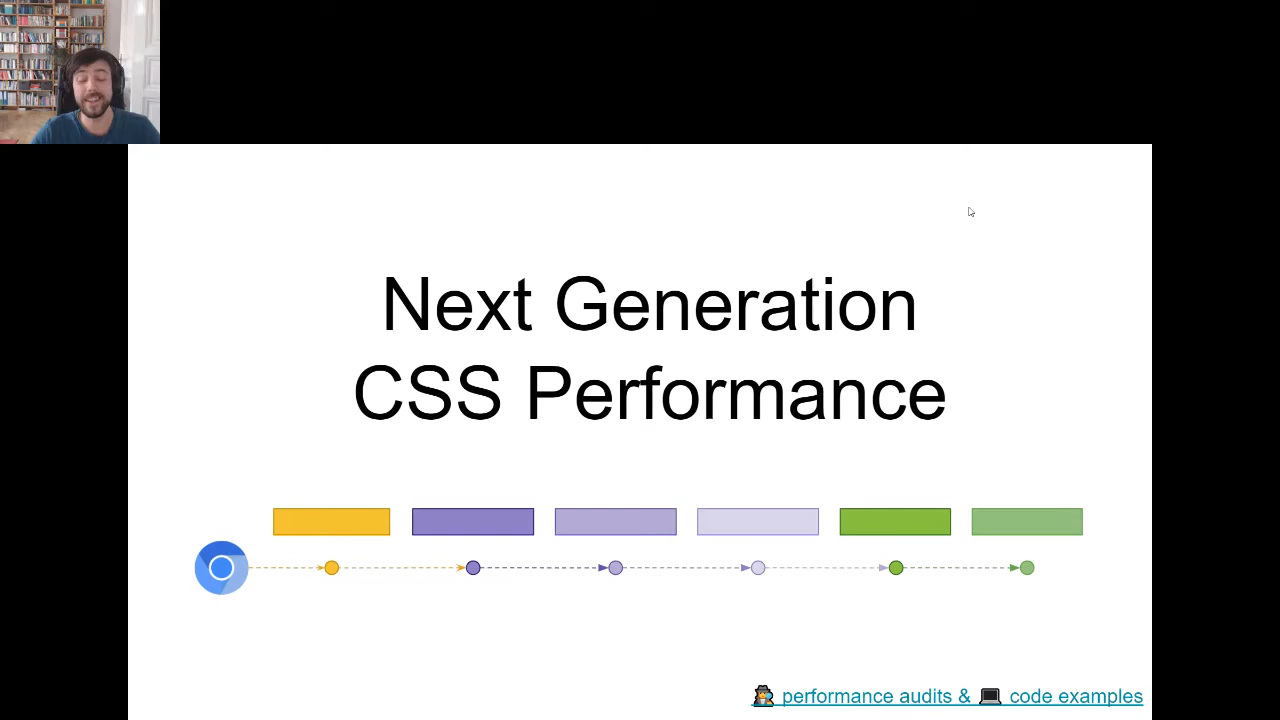 Next Generation
CSS Performance
performance audits & code examples